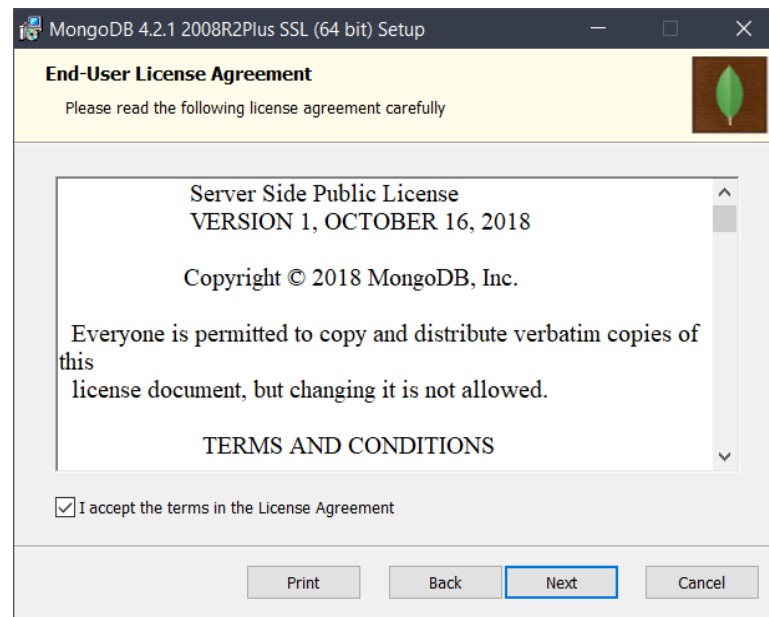 MongoDB 4.2.1 2008R2Plus SSL (64 bit) Setup
End-User License Agreement
Please read the following license agreement carefully
Server Side Public License
VERSION 1, OCTOBER 16, 2018
Copyright © 2018 MongoDB, Inc.
Everyone is permitted to copy and distribute verbatim copies of
this
license document, but changing it is not allowed.
TERMS AND CONDITIONS
I accept the terms in the License Agreement
Print Back Next Cancel